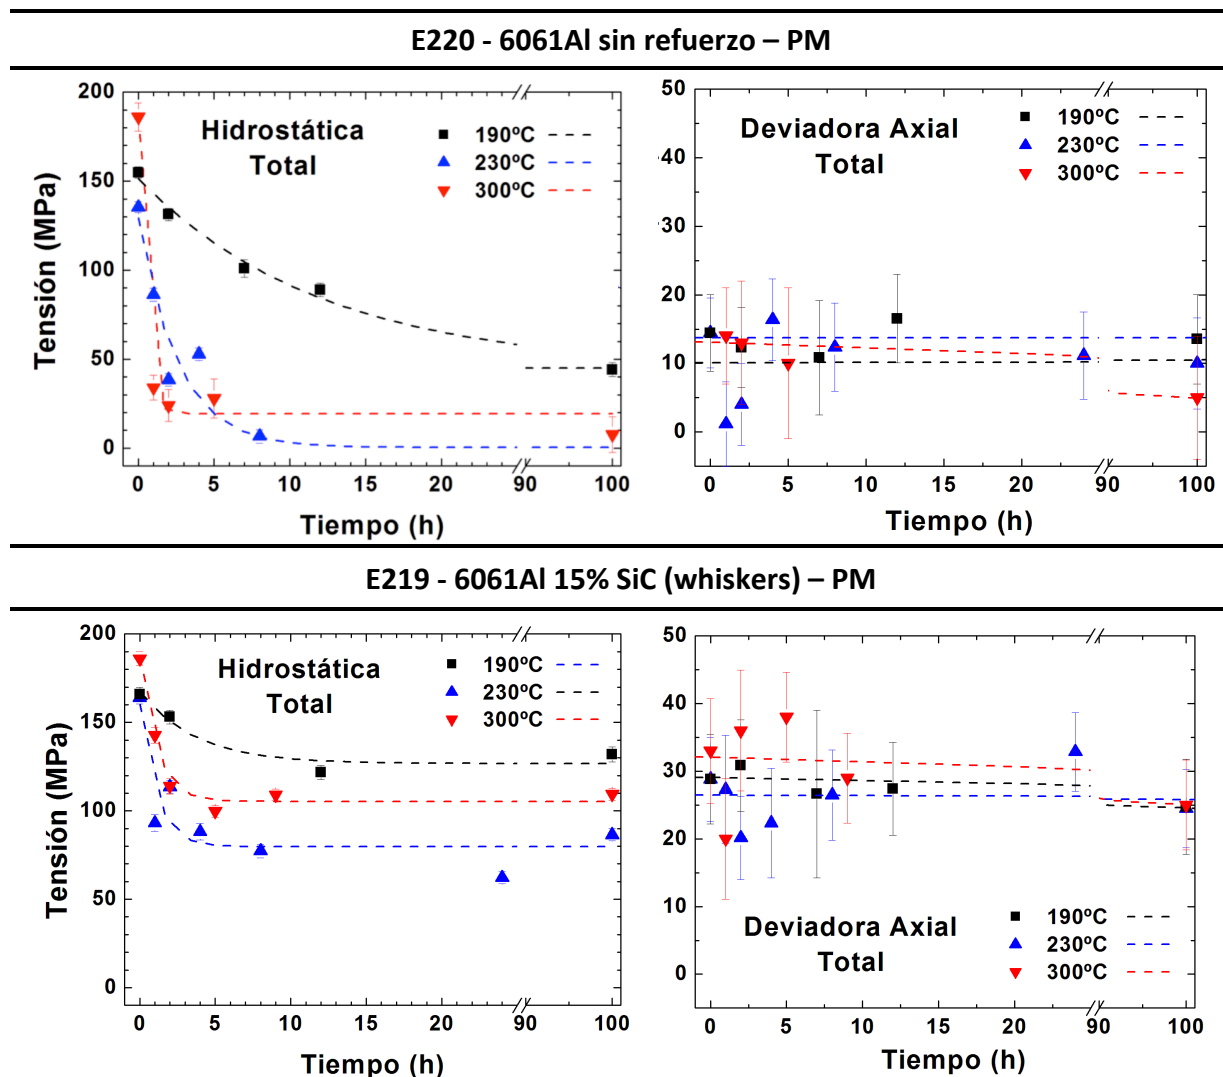 E220 - 6061Al sin refuerzo – PM
200
150
100
50
0
Tensión (MPa)
Hidrostática
Total
190ºC
230ºC
300ºC
0 5 10 15 20 90 100
Tiempo (h)
50
40
30
20
10
0
Deviadora Axial
Total
190ºC
230ºC
300ºC
0 5 10 15 20 90 100
Tiempo (h)
E219 - 6061Al 15% SiC (whiskers) – PM
200
150
100
50
0
Tensión (MPa)
Hidrostática
Total
190ºC
230ºC
300ºC
0 5 10 15 20 90 100
Tiempo (h)
50
40
30
20
10
0
Deviadora Axial
Total
190ºC
230ºC
300ºC
0 5 10 15 20 90 100
Tiempo (h)